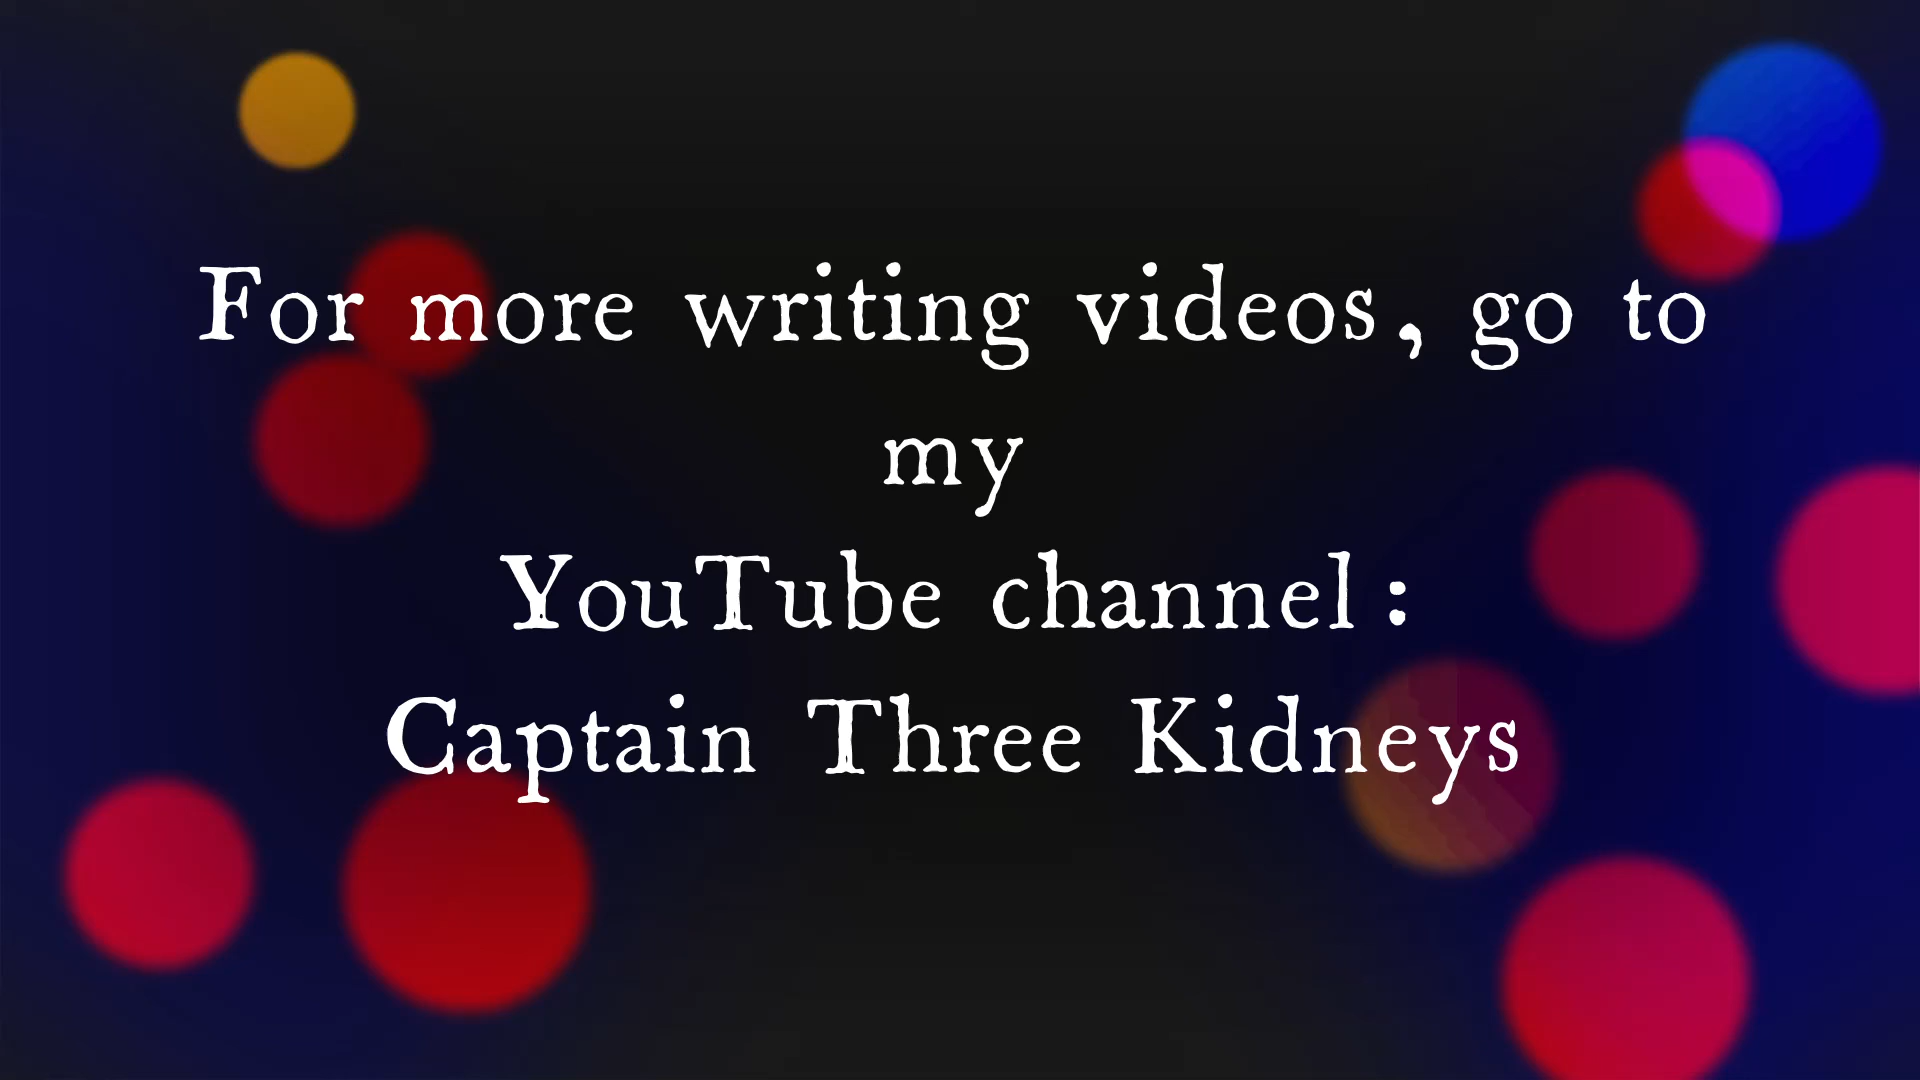 For more writing videos, go to
my
YouTube channel:
Captain Three Kidneys